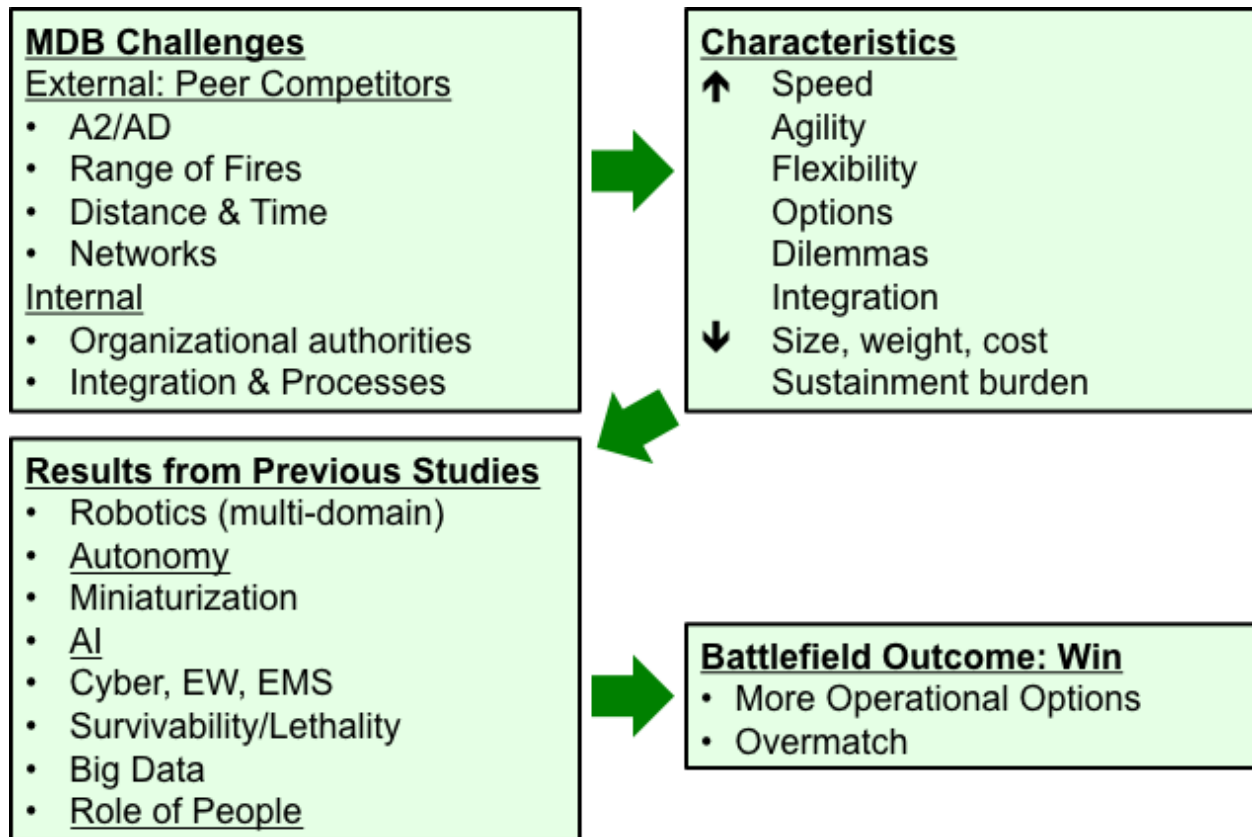 MDB Challenges
External: Peer Competitors
• A2/AD
• Range of Fires
• Distance & Time
• Networks
Internal
• Organizational authorities
• Integration & Processes
Characteristics
↑ Speed
Agility
Flexibility
Options
Dilemmas
Integration
↓ Size, weight, cost
Sustainment burden
Results from Previous Studies
• Robotics (multi-domain)
• Autonomy
• Miniaturization
• AI
• Cyber, EW, EMS
• Survivability/Lethality
• Big Data
• Role of People
Battlefield Outcome: Win
• More Operational Options
• Overmatch